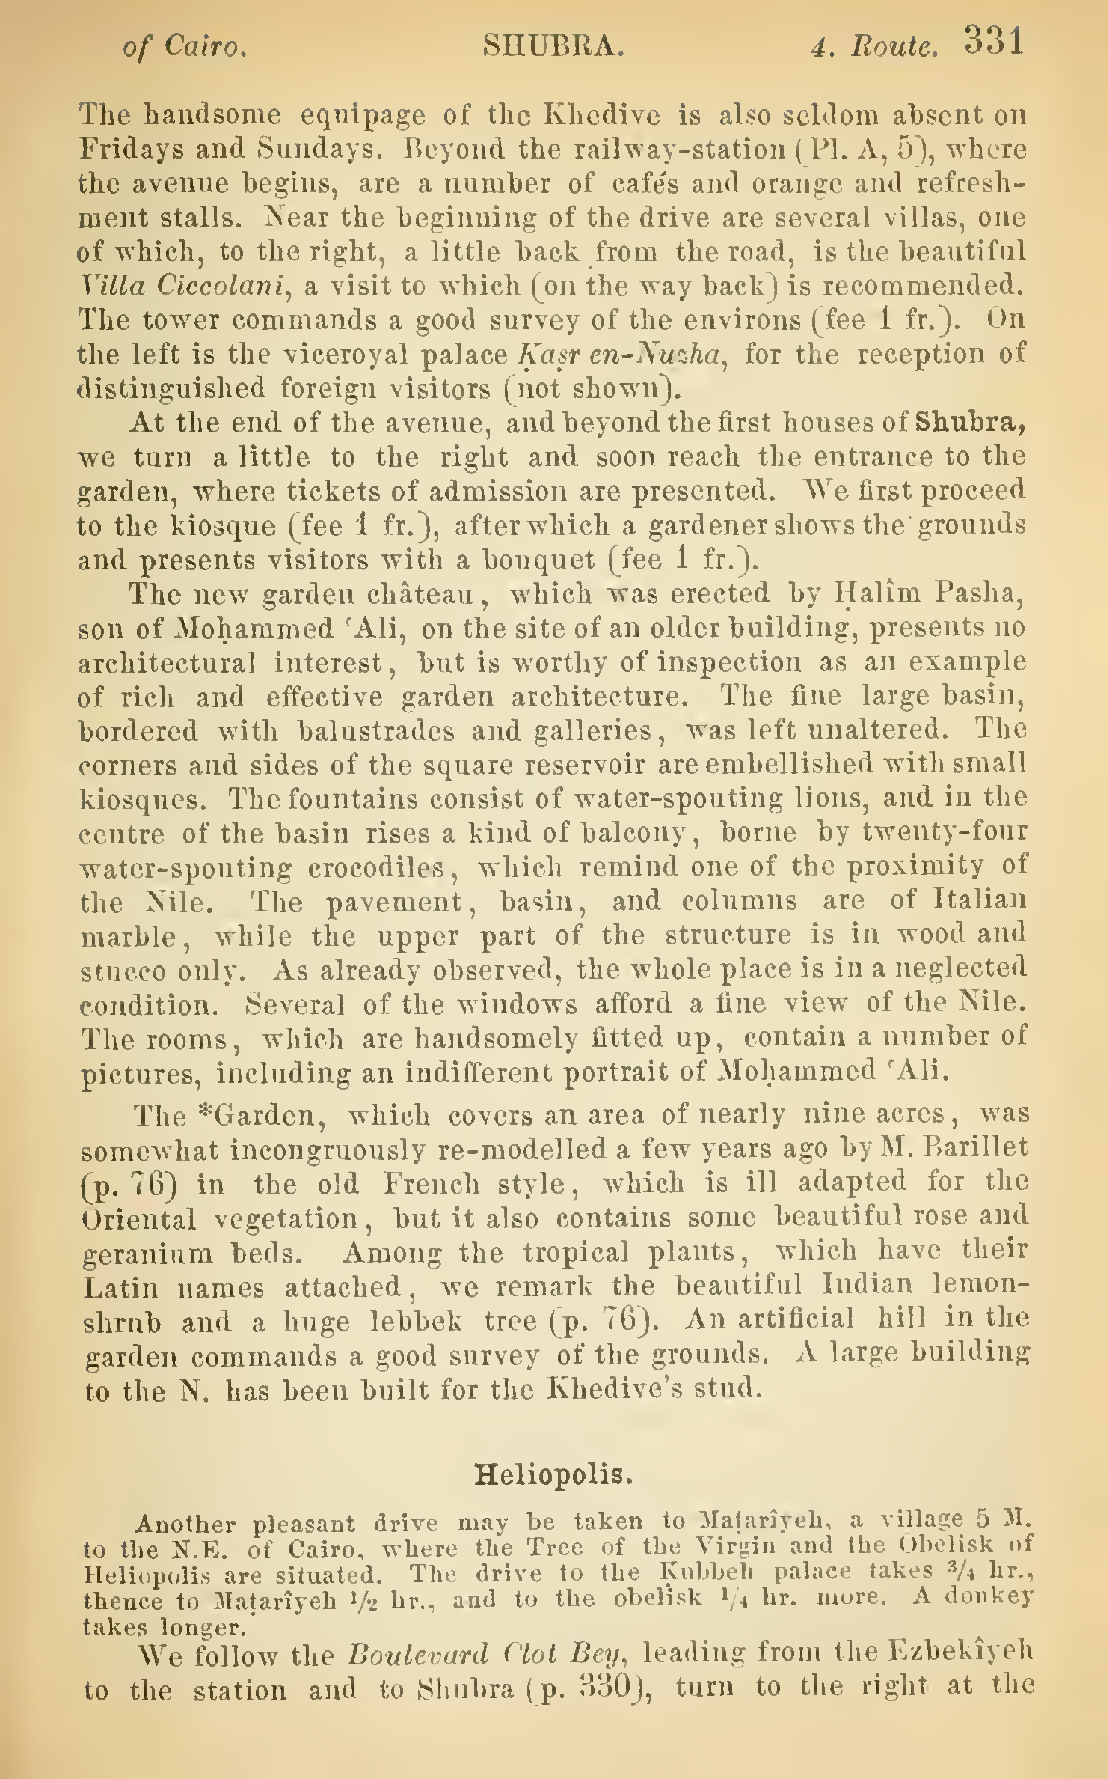 of Cairo. SHUBRA. 4. Route. 331
The handsome equipage of the Khedive is also seldom absent on
Fridays and Sundays. Beyond the railway-station (Pl. A, 5), where
the avenue begins, are a number of cafés and orange and refresh-
ment stalls. Near the beginning of the drive are several villas, one
of which, to the right, a little back from the road, is the beautiful
Villa Ciccolani, a visit to which (on the way back) is recommended.
The tower commands a good survey of the environs (fee 1 fr.). On
the left is the viceroyal palace Ḳaṣr en-Nuzha, for the reception of
distinguished foreign visitors (not shown).
At the end of the avenue, and beyond the first houses of Shubra,
we turn a little to the right and soon reach the entrance to the
garden, where tickets of admission are presented. We first proceed
to the kiosque (fee 1 fr.), after which a gardener shows the grounds
and presents visitors with a bouquet (fee 1 fr.).
The new garden château, which was erected by Ḥalîm Pasha,
son of Moḥammed ʿAli, on the site of an older building, presents no
architectural interest, but is worthy of inspection as an example
of rich and effective garden architecture. The fine large basin,
bordered with balustrades and galleries, was left unaltered. The
corners and sides of the square reservoir are embellished with small
kiosques. The fountains consist of water-spouting lions, and in the
centre of the basin rises a kind of balcony, borne by twenty-four
water-spouting crocodiles, which remind one of the proximity of
the Nile. The pavement, basin, and columns are of Italian
marble, while the upper part of the structure is in wood and
stucco only. As already observed, the whole place is in a neglected
condition. Several of the windows afford a fine view of the Nile.
The rooms, which are handsomely fitted up, contain a number of
pictures, including an indifferent portrait of Moḥammed ʿAli.
The *Garden, which covers an area of nearly nine acres, was
somewhat incongruously re-modelled a few years ago by M. Barillet
(p. 76) in the old French style, which is ill adapted for the
Oriental vegetation, but it also contains some beautiful rose and
geranium beds. Among the tropical plants, which have their
Latin names attached, we remark the beautiful Indian lemon-
shrub and a huge lebbek tree (p. 76). An artificial hill in the
garden commands a good survey of the grounds. A large building
to the N. has been built for the Khedive's stud.
Heliopolis.
Another pleasant drive may be taken to Maṭarîyeh, a village 5 M.
to the N.E. of Cairo, where the Tree of the Virgin and the Obelisk of
Heliopolis are situated. The drive to the Ḳubbeh palace takes 3/4 hr.,
thence to Maṭarîyeh 1/2 hr., and to the obelisk 1/4 hr. more. A donkey
takes longer.
We follow the Boulevard Clot Bey, leading from the Ezbekîyeh
to the station and to Shubra (p. 330), turn to the right at the